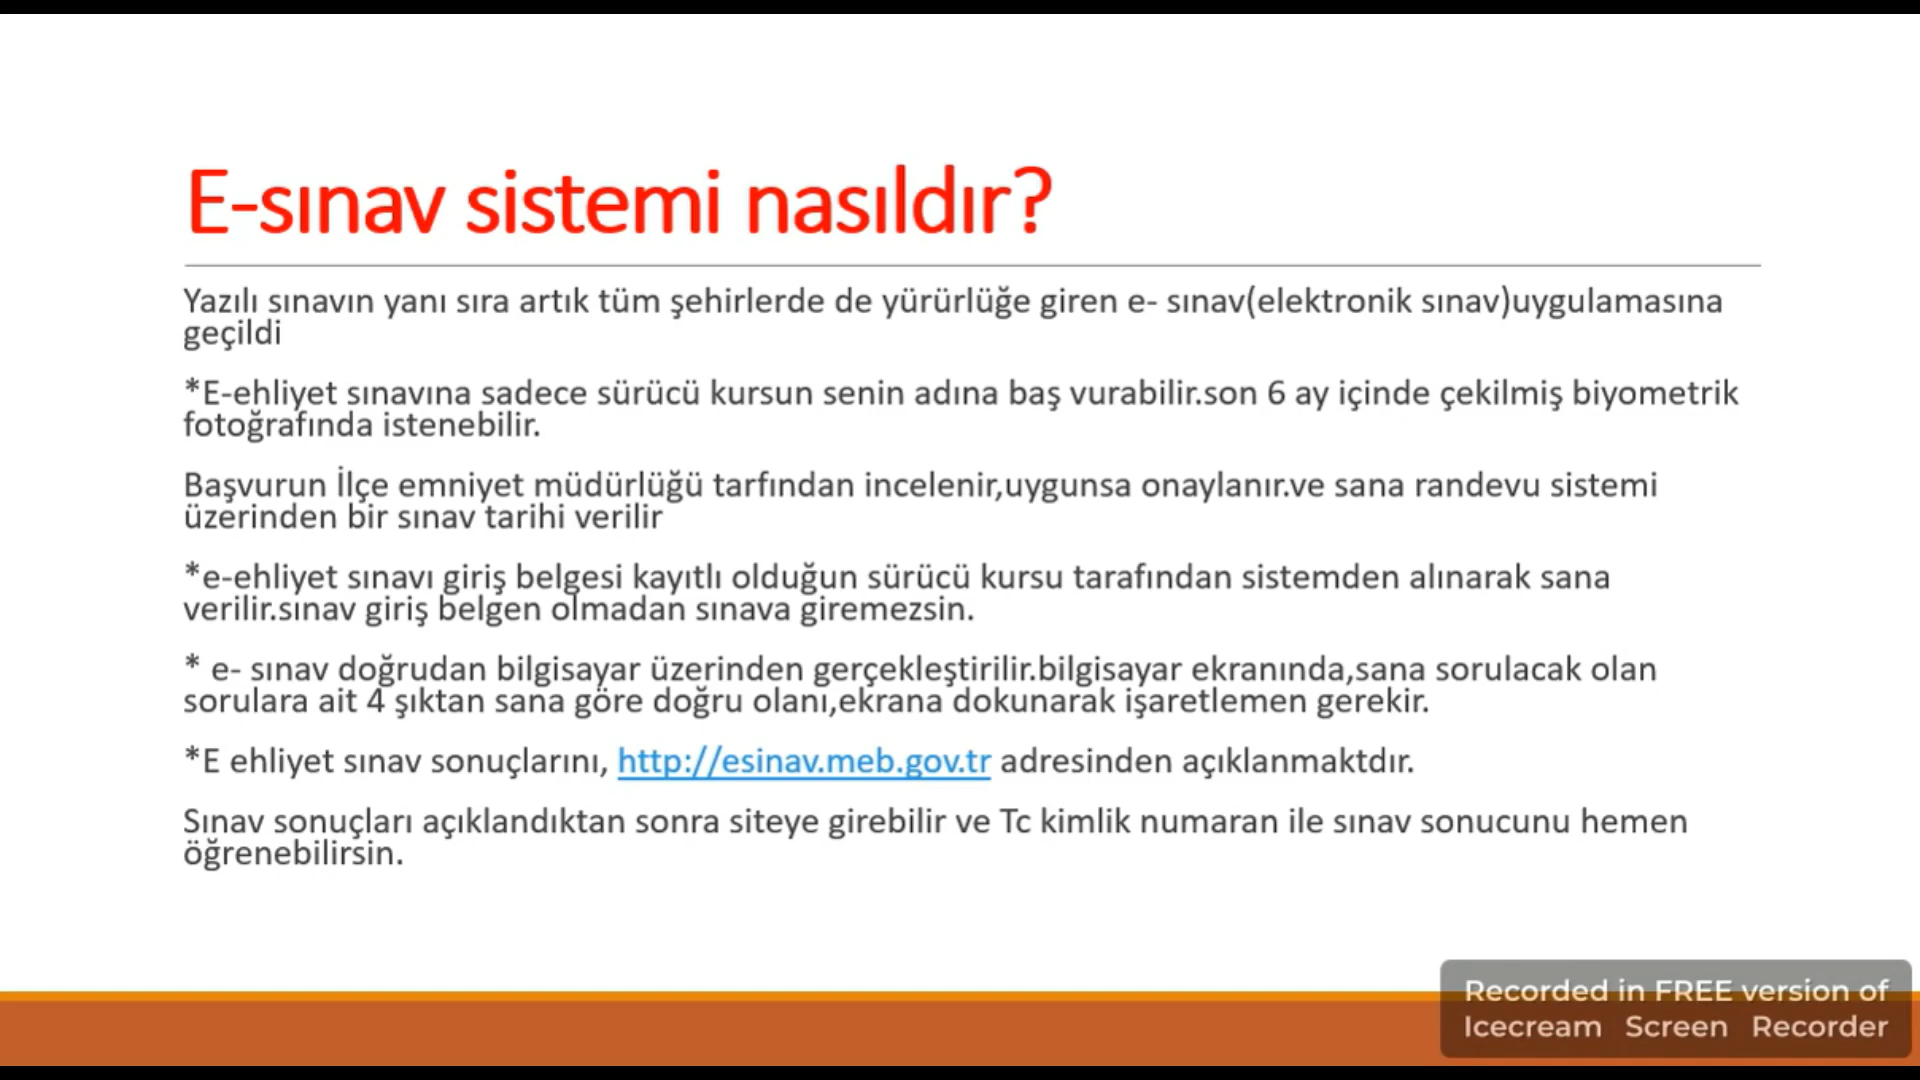 E-sınav sistemi nasıldır?
Yazılı sınavın yanı sıra artık tüm şehirlerde de yürürlüğe giren e- sınav(elektronik sınav)uygulamasına
geçildi
*E-ehliyet sınavına sadece sürücü kursun senin adına baş vurabilir.son 6 ay içinde çekilmiş biyometrik
fotoğrafında istenebilir.
Başvurun İlçe emniyet müdürlüğü tarfından incelenir,uygunsa onaylanır.ve sana randevu sistemi
üzerinden bir sınav tarihi verilir
*e-ehliyet sınavı giriş belgesi kayıtlı olduğun sürücü kursu tarafından sistemden alınarak sana
verilir.sınav giriş belgen olmadan sınava giremezsin.
* e- sınav doğrudan bilgisayar üzerinden gerçekleştirilir.bilgisayar ekranında,sana sorulacak olan
sorulara ait 4 şıktan sana göre doğru olanı,ekrana dokunarak işaretlemen gerekir.
*E ehliyet sınav sonuçlarını, http://esinav.meb.gov.tr adresinden açıklanmaktdır.
Sınav sonuçları açıklandıktan sonra siteye girebilir ve Tc kimlik numaran ile sınav sonucunu hemen
öğrenebilirsin.
Recorded in FREE version of
Icecream Screen Recorder